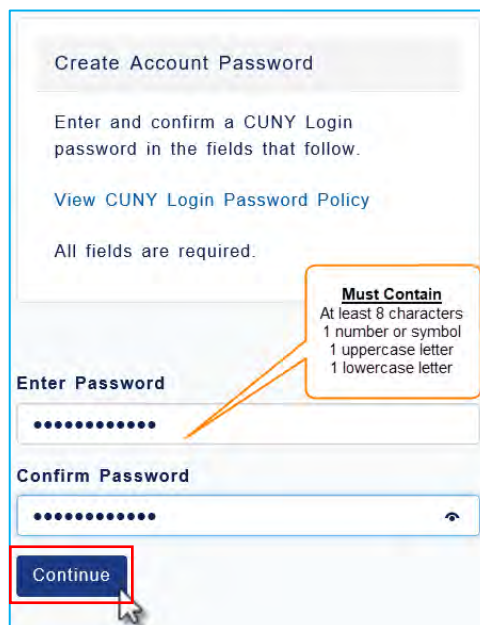 Create Account Password
Enter and confirm a CUNY Login
password in the fields that follow.
View CUNY Login Password Policy
All fields are required.
Must Contain
At least 8 characters
1 number or symbol
1 uppercase letter
1 lowercase letter
Enter Password
••••••••••••
Confirm Password
••••••••••••
Continue